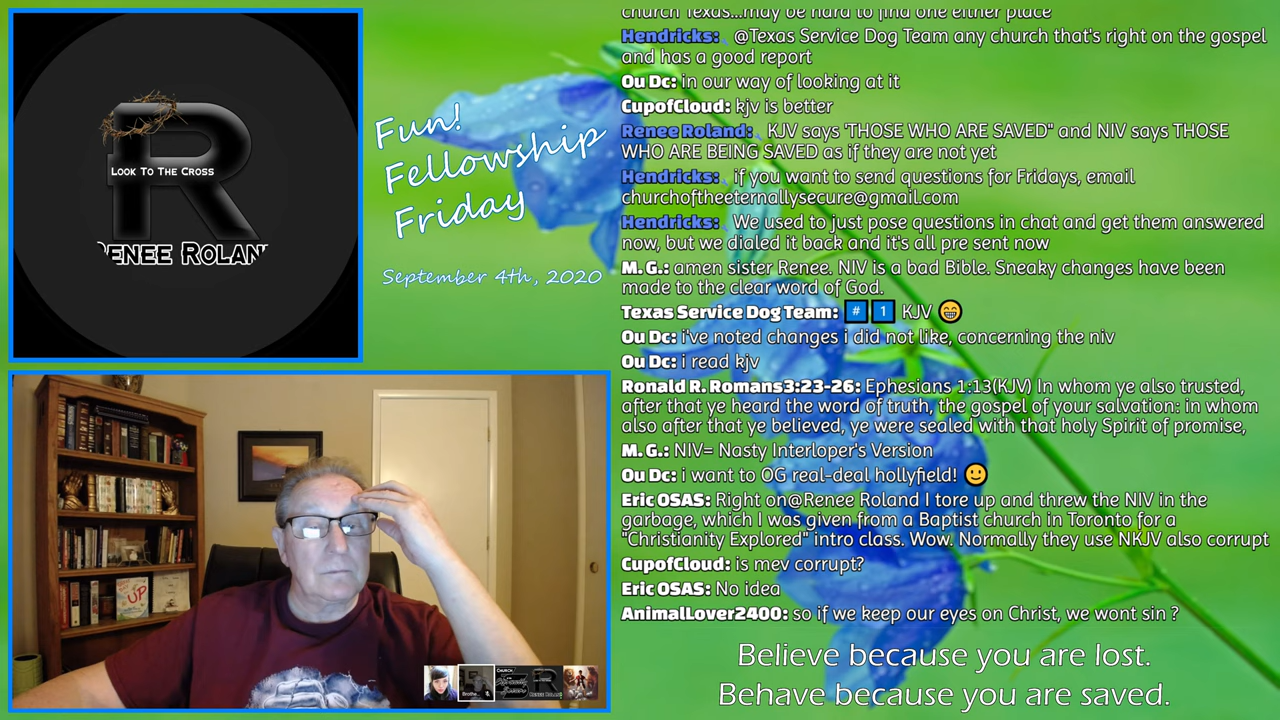 LOOK TO THE CROSS
RENEE ROLAN
Fun!
Fellowship
Friday
September 4th, 2020
church Texas...may be hard to find one either place
Hendricks: @Texas Service Dog Team any church that's right on the gospel
and has a good report
Ou Dc: in our way of looking at it
CupofCloud: kjv is better
Renee Roland: KJV says 'THOSE WHO ARE SAVED" and NIV says THOSE
WHO ARE BEING SAVED as if they are not yet
Hendricks: if you want to send questions for Fridays, email
churchoftheeternallysecure@gmail.com
Hendricks: We used to just pose questions in chat and get them answered
now, but we dialed it back and it's all pre sent now
M. G.: amen sister Renee. NIV is a bad Bible. Sneaky changes have been
made to the clear word of God.
Texas Service Dog Team: #️ 1 KJV 😁
Ou Dc: i've noted changes i did not like, concerning the niv
Ou Dc: i read kjv
Ronald R. Romans3:23-26: Ephesians 1:13(KJV) In whom ye also trusted,
after that ye heard the word of truth, the gospel of your salvation: in whom
also after that ye believed, ye were sealed with that holy Spirit of promise,
M. G.: NIV= Nasty Interloper's Version
Ou Dc: i want to OG real-deal hollyfield! 🙂
Eric OSAS: Right on@Renee Roland I tore up and threw the NIV in the
garbage, which I was given from a Baptist church in Toronto for a
"Christianity Explored" intro class. Wow. Normally they use NKJV also corrupt
CupofCloud: is mev corrupt?
Eric OSAS: No idea
AnimalLover2400: so if we keep our eyes on Christ, we wont sin ?
UP
Brothe...
CHURCH
RENEE ROLAN
Believe because you are lost.
Behave because you are saved.